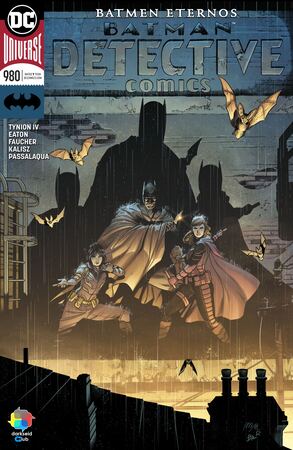 DC
UNIVERSE
980
BATMEN ETERNOS
BATMAN
DETECTIVE
comics
TYNION IV
EATON
FAUCHER
KALISZ
PASSALAQUA
darkseid
Club